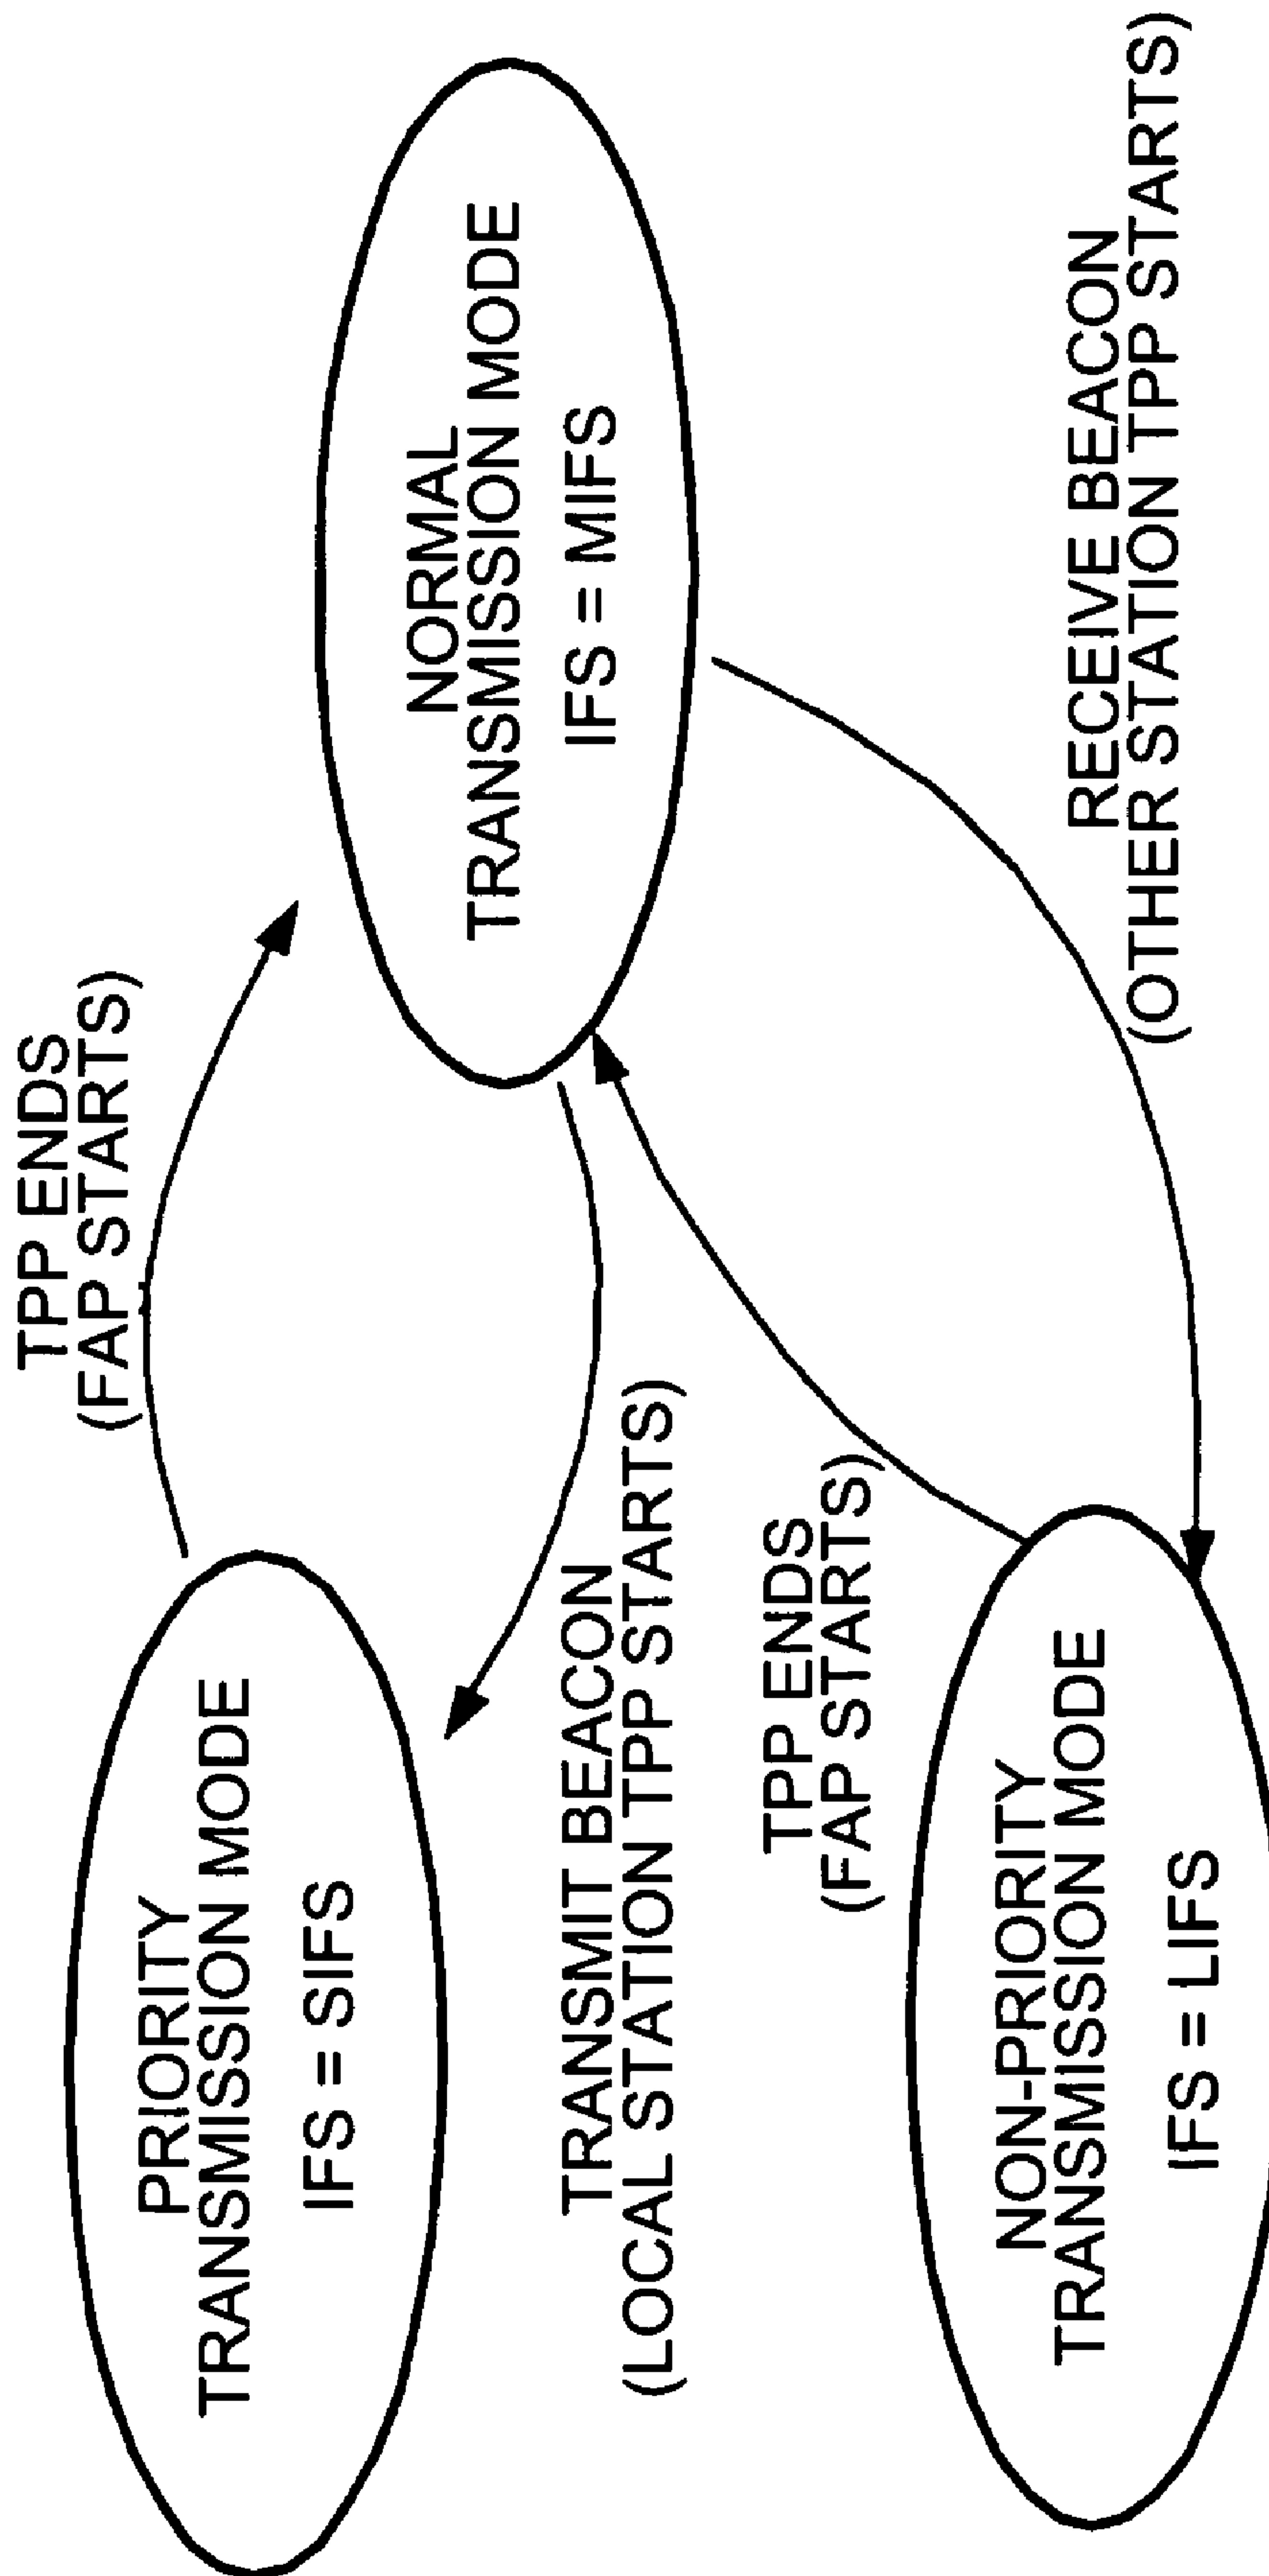 TPP ENDS
(FAP STARTS)
PRIORITY
TRANSMISSION MODE
IFS = SIFS
NORMAL
TRANSMISSION MODE
IFS = MIFS
TRANSMIT BEACON
(LOCAL STATION TPP STARTS)
TPP ENDS
(FAP STARTS)
RECEIVE BEACON
(OTHER STATION TPP STARTS)
NON-PRIORITY
TRANSMISSION MODE
IFS = LIFS